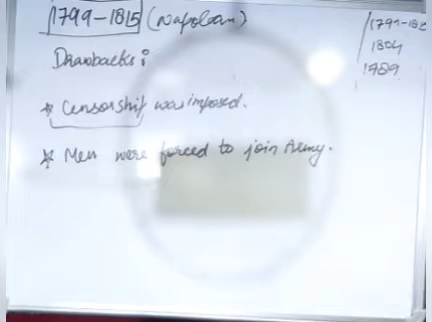 1799-1815 (Napoleon)
Drawbacks:
* Censorship was imposed.
* Men were forced to join Army.
1804
1789